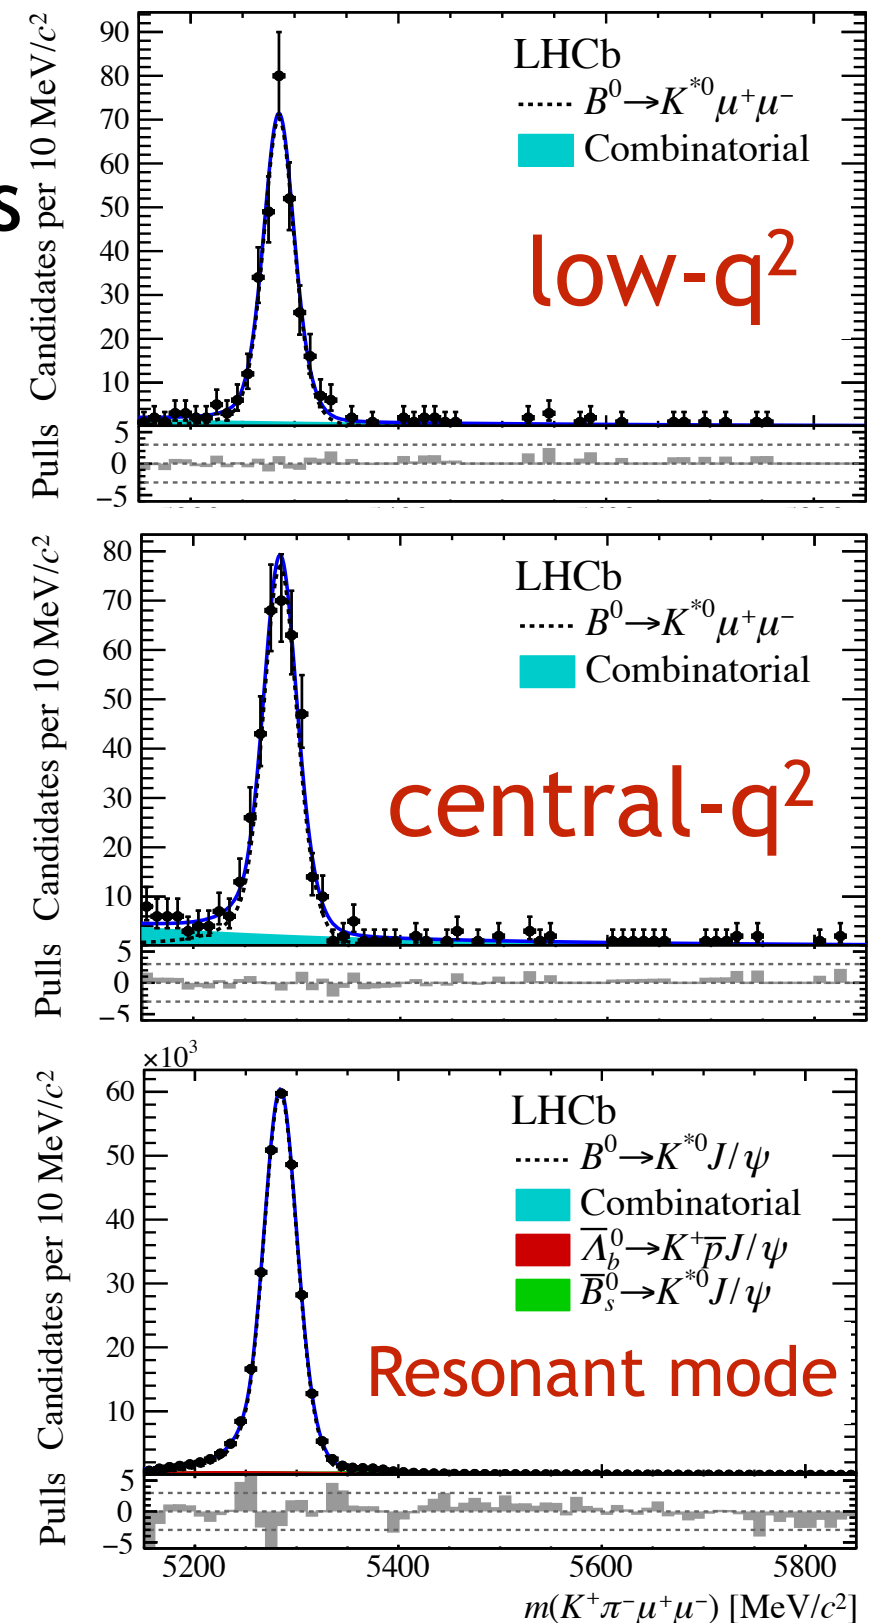 s
Candidates per 10 MeV/c²
90
80
70
60
50
40
30
20
10
LHCb
B⁰→K*⁰μ⁺μ⁻
Combinatorial
low-q²
Pulls
5
0
−5
Candidates per 10 MeV/c²
80
70
60
50
40
30
20
10
LHCb
B⁰→K*⁰μ⁺μ⁻
Combinatorial
central-q²
Pulls
5
0
−5
×10³
Candidates per 10 MeV/c²
60
50
40
30
20
10
LHCb
B⁰→K*⁰J/ψ
Combinatorial
Λ̅_b⁰→K⁺p̅J/ψ
B̅_s⁰→K*⁰J/ψ
Resonant mode
Pulls
5
0
−5
5200 5400 5600 5800
m(K⁺π⁻μ⁺μ⁻) [MeV/c²]